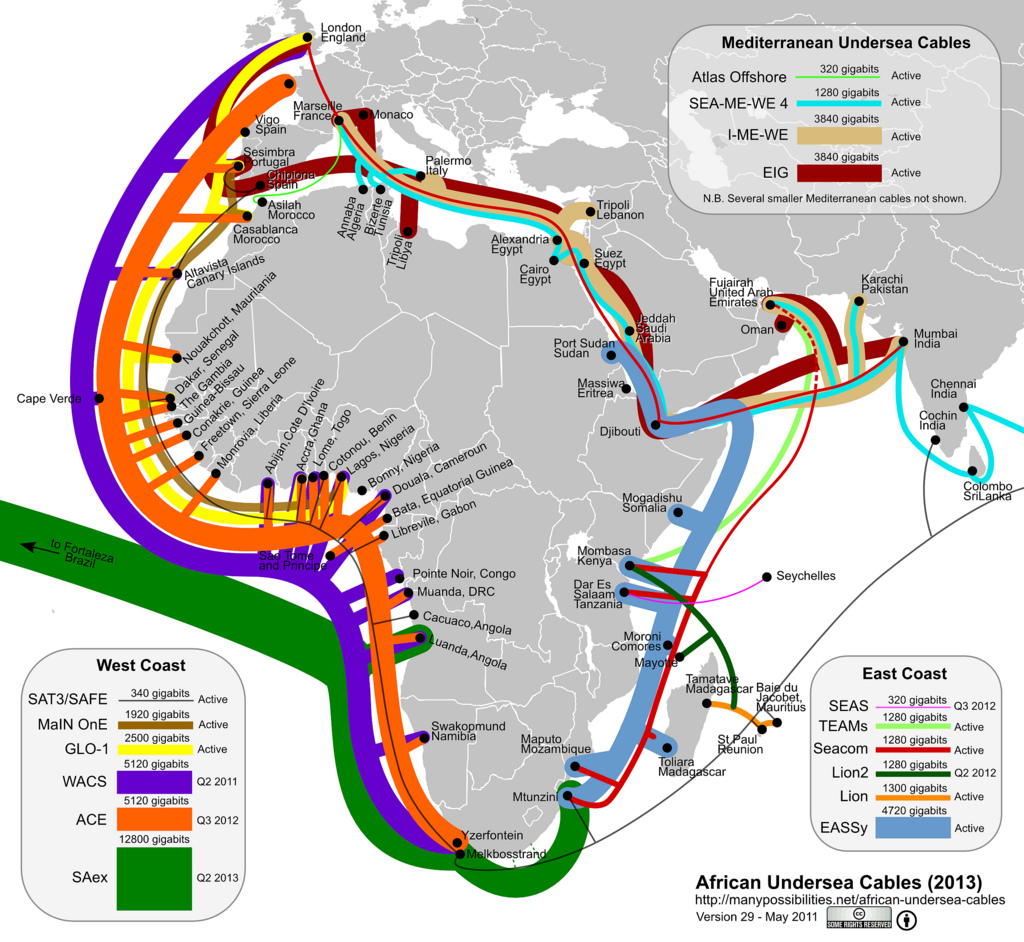 London
England
Vigo
Spain
Sesimbra
Portugal
Chipiona
Spain
Asilah
Morocco
Casablanca
Morocco
Altavista
Canary Islands
Marseille
France
Monaco
Palermo
Italy
Annaba
Algeria
Bizerte
Tunisia
Tripoli
Libya
Tripoli
Lebanon
Alexandria
Egypt
Cairo
Egypt
Suez
Egypt
Jeddah
Saudi
Arabia
Port Sudan
Sudan
Massiwa
Eritrea
Djibouti
Fujairah
United Arab
Emirates
Oman
Karachi
Pakistan
Mumbai
India
Chennai
India
Cochin
India
Colombo
SriLanka
Mediterranean Undersea Cables
Atlas Offshore 320 gigabits Active
SEA-ME-WE 4 1280 gigabits Active
I-ME-WE 3840 gigabits Active
EIG 3840 gigabits Active
N.B. Several smaller Mediterranean cables not shown.
Cape Verde
Nouakchott, Mauritania
Dakar, Senegal
The Gambia
Guinea-Bissau
Conakrie, Guinea
Freetown, Sierra Leone
Monrovia, Liberia
Abijan,Cote D'Ivoire
Accra,Ghana
Lome, Togo
Cotonou, Benin
Lagos, Nigeria
Bonny, Nigeria
Douala, Cameroun
Bata, Equatorial Guinea
Librevile, Gabon
Sao Tome
and Principe
Pointe Noir, Congo
Muanda, DRC
Cacuaco,Angola
Luanda,Angola
Swakopmund
Namibia
Yzerfontein
Melkbosstrand
to Fortaleza
Brazil
Mogadishu
Somalia
Mombasa
Kenya
Dar Es
Salaam
Tanzania
Seychelles
Moroni
Comores
Mayotte
Tamatave
Madagascar
Baie du
Jacobet,
Mauritius
St Paul
Reunion
Toliara
Madagascar
Maputo
Mozambique
Mtunzini
West Coast
SAT3/SAFE 340 gigabits Active
MaIN OnE 1920 gigabits Active
GLO-1 2500 gigabits Active
WACS 5120 gigabits Q2 2011
ACE 5120 gigabits Q3 2012
SAex 12800 gigabits Q2 2013
East Coast
SEAS 320 gigabits Q3 2012
TEAMs 1280 gigabits Active
Seacom 1280 gigabits Active
Lion2 1280 gigabits Q2 2012
Lion 1300 gigabits Active
EASSy 4720 gigabits Active
African Undersea Cables (2013)
http://manypossibilities.net/african-undersea-cables
Version 29 - May 2011
cc
SOME RIGHTS RESERVED